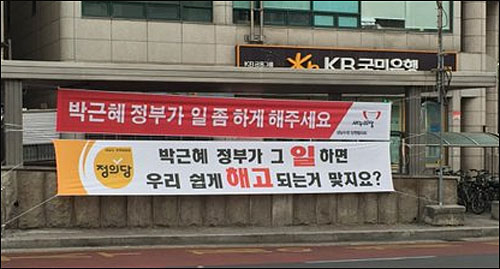 KB 국민은행
박근혜 정부가 일 좀 하게 해주세요
새누리당
정의당
박근혜 정부가 그 일 하면
우리 쉽게 해고 되는거 맞지요?